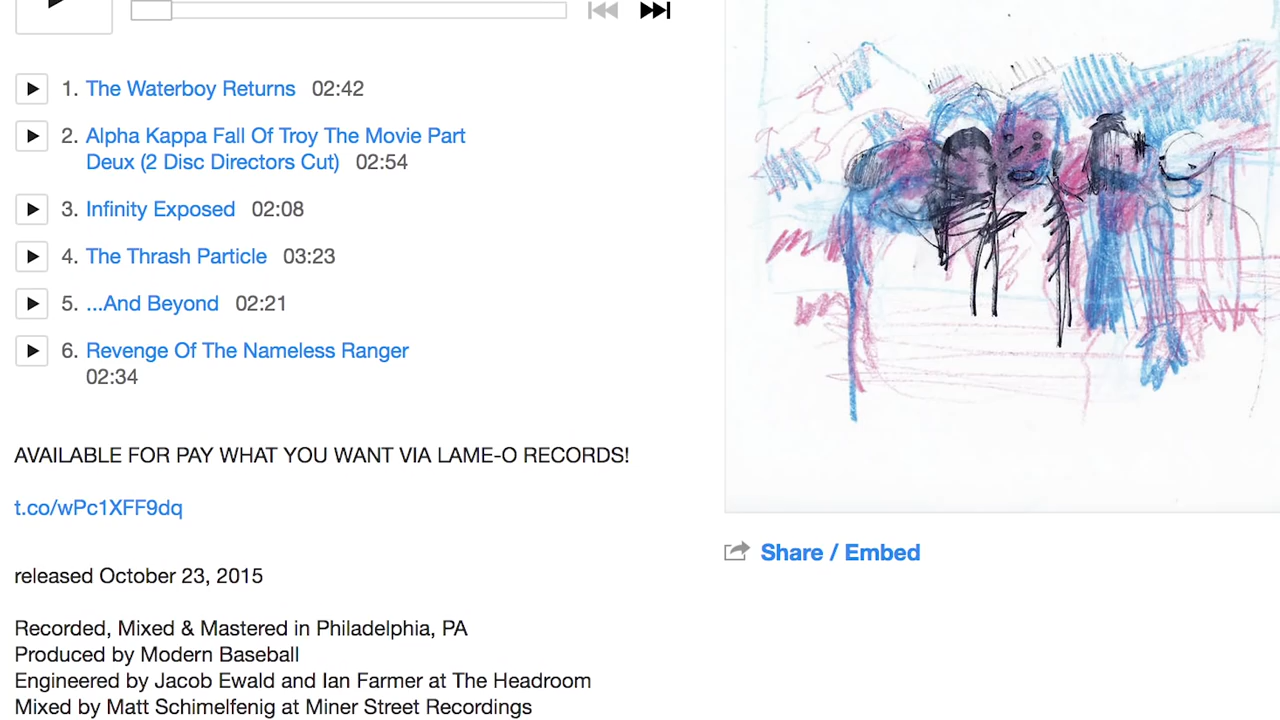 1. The Waterboy Returns 02:42
2. Alpha Kappa Fall Of Troy The Movie Part
Deux (2 Disc Directors Cut) 02:54
3. Infinity Exposed 02:08
4. The Thrash Particle 03:23
5. ...And Beyond 02:21
6. Revenge Of The Nameless Ranger
02:34
AVAILABLE FOR PAY WHAT YOU WANT VIA LAME-O RECORDS!
t.co/wPc1XFF9dq
released October 23, 2015
Recorded, Mixed & Mastered in Philadelphia, PA
Produced by Modern Baseball
Engineered by Jacob Ewald and Ian Farmer at The Headroom
Mixed by Matt Schimelfenig at Miner Street Recordings
Share / Embed